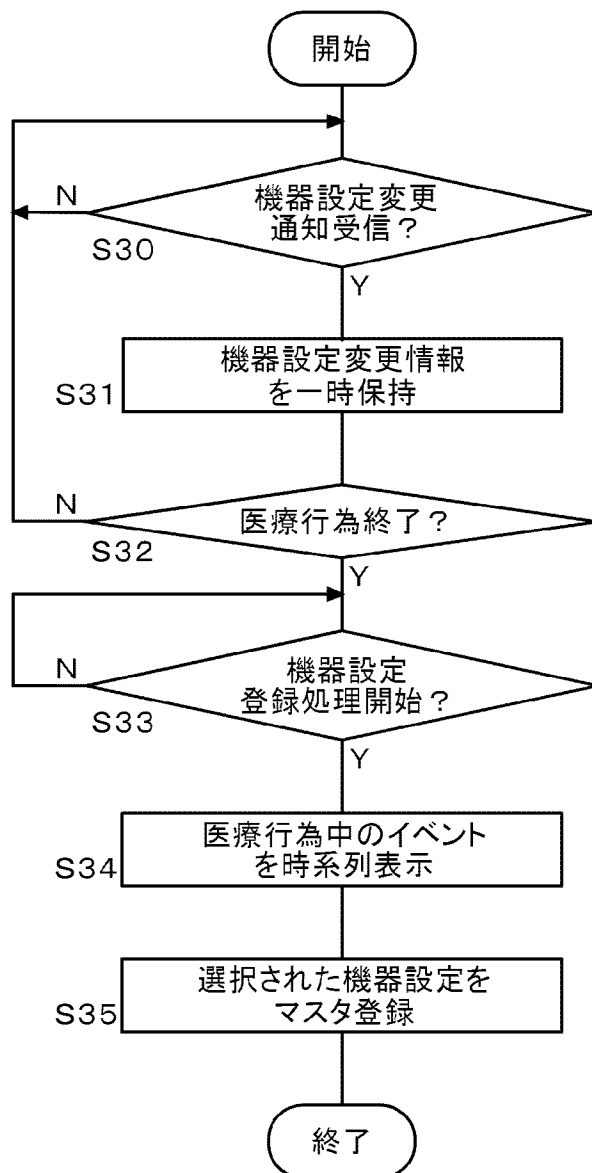 開始
機器設定変更
通知受信？
N
S30
Y
機器設定変更情報
を一時保持
S31
N
医療行為終了？
S32
Y
機器設定
登録処理開始？
N
S33
Y
医療行為中のイベント
を時系列表示
S34
選択された機器設定を
マスタ登録
S35
終了